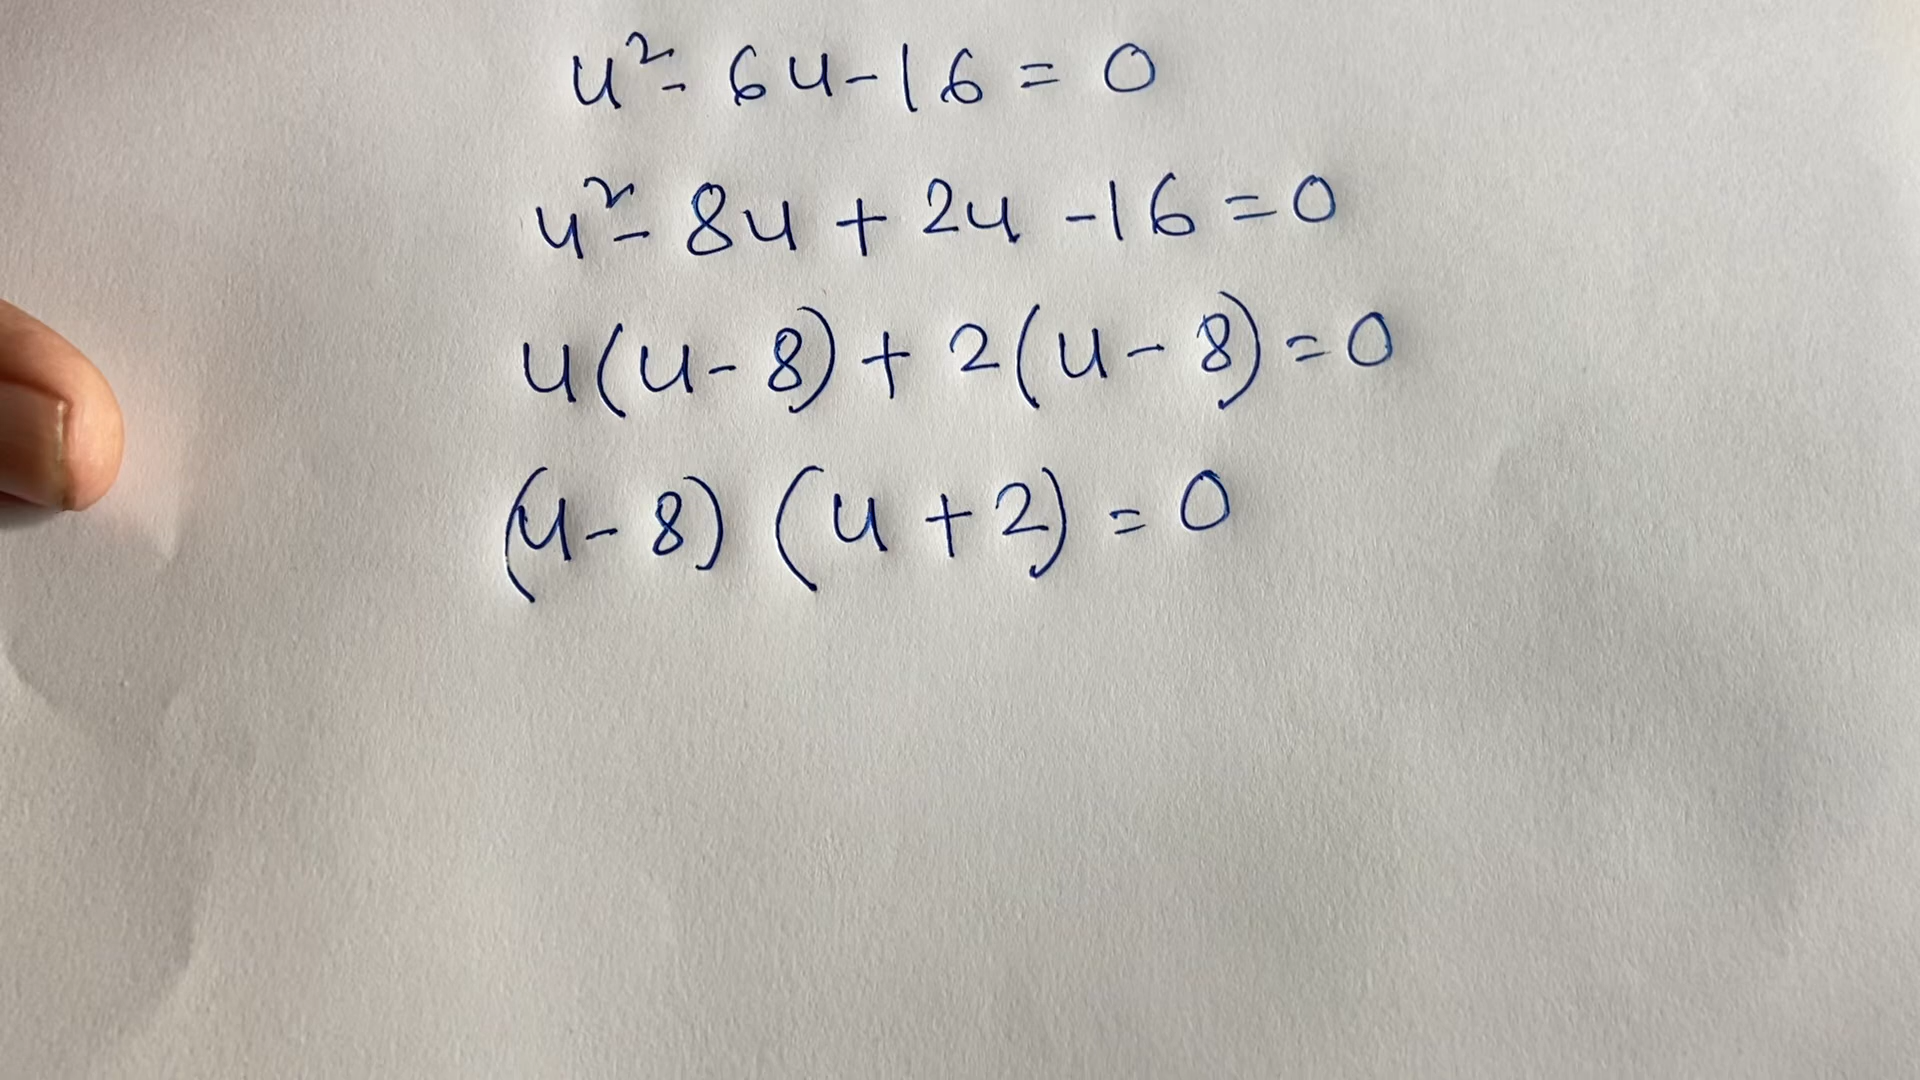 u² - 6u - 16 = 0
u² - 8u + 2u - 16 = 0
u(u - 8) + 2(u - 8) = 0
(u - 8) (u + 2) = 0